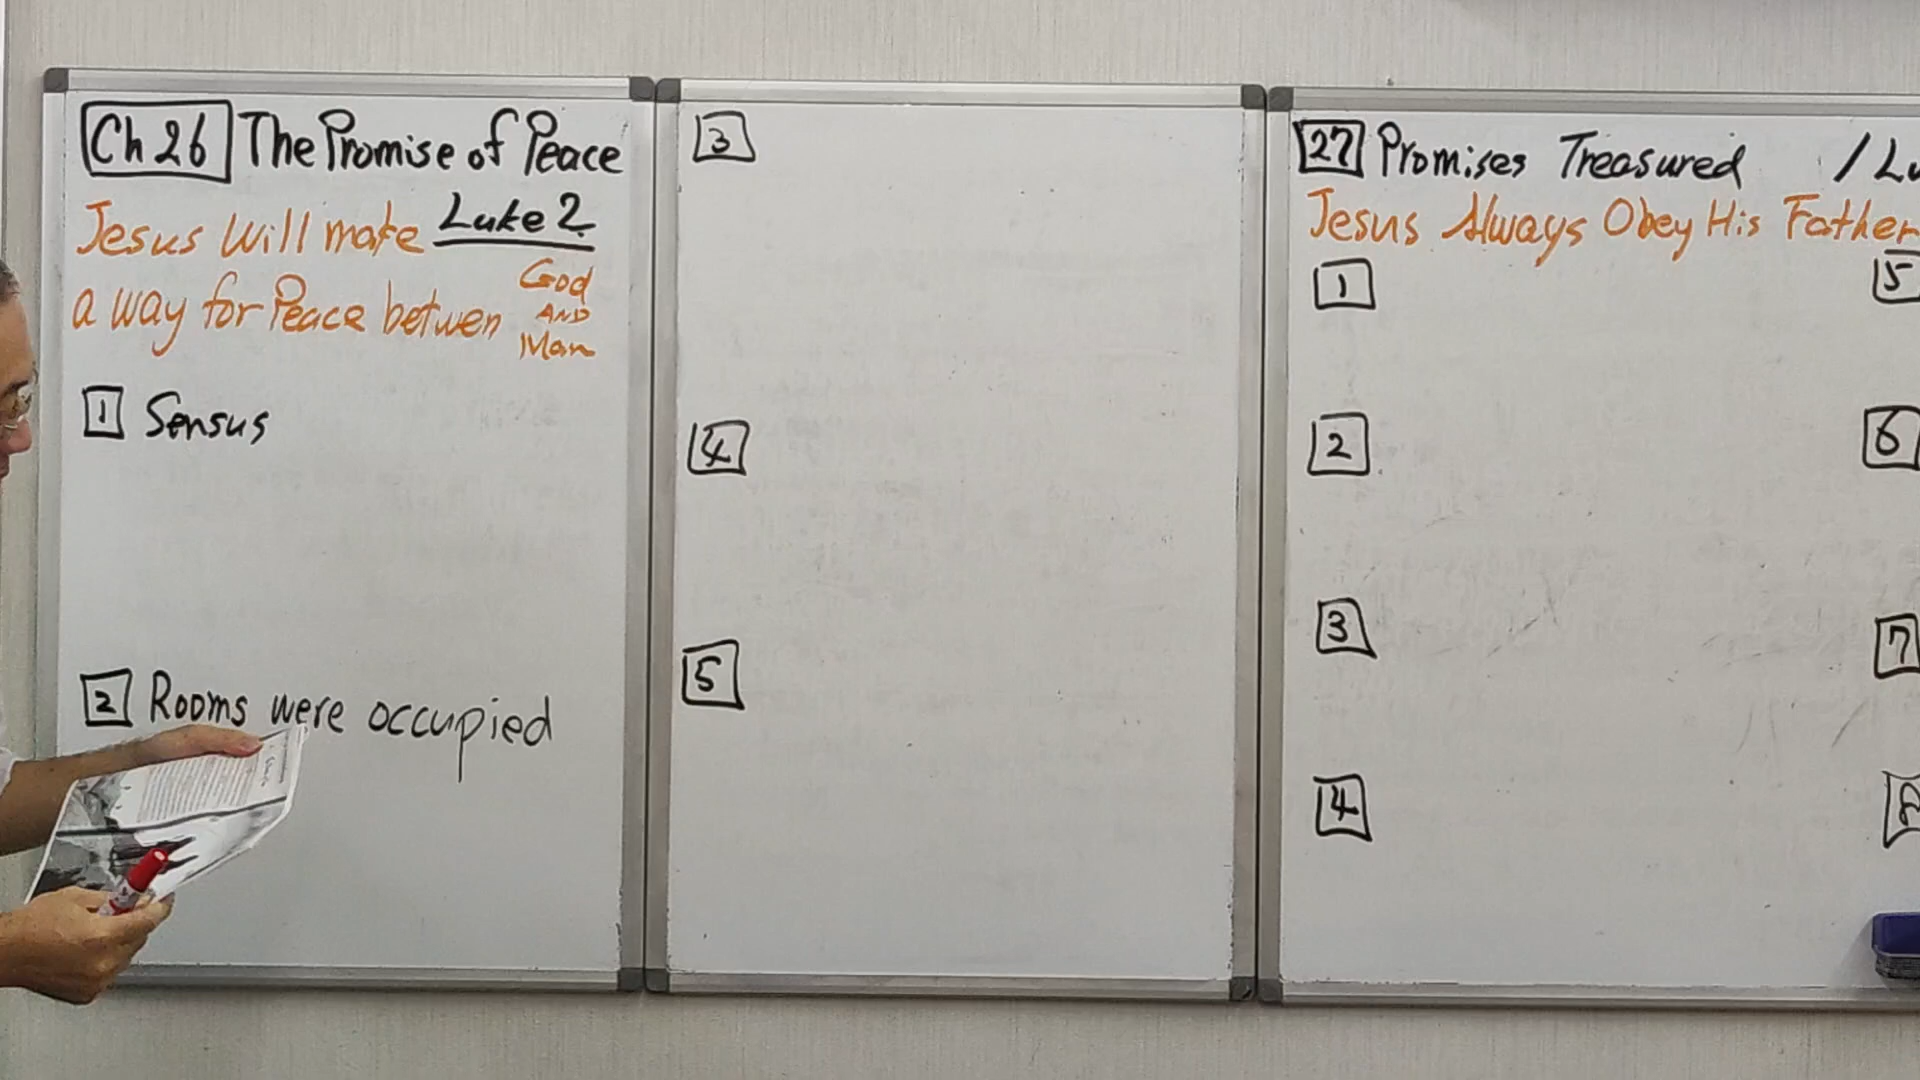 Ch 26 The Promise of Peace
Jesus Will make Luke 2
a way for Peace betwen God
AND
Man
1 Sensus
2 Rooms were occupied
3
4
5
27 Promises Treasured / Lu
Jesus Always Obey His Father
1
2
3
4
5
6
7